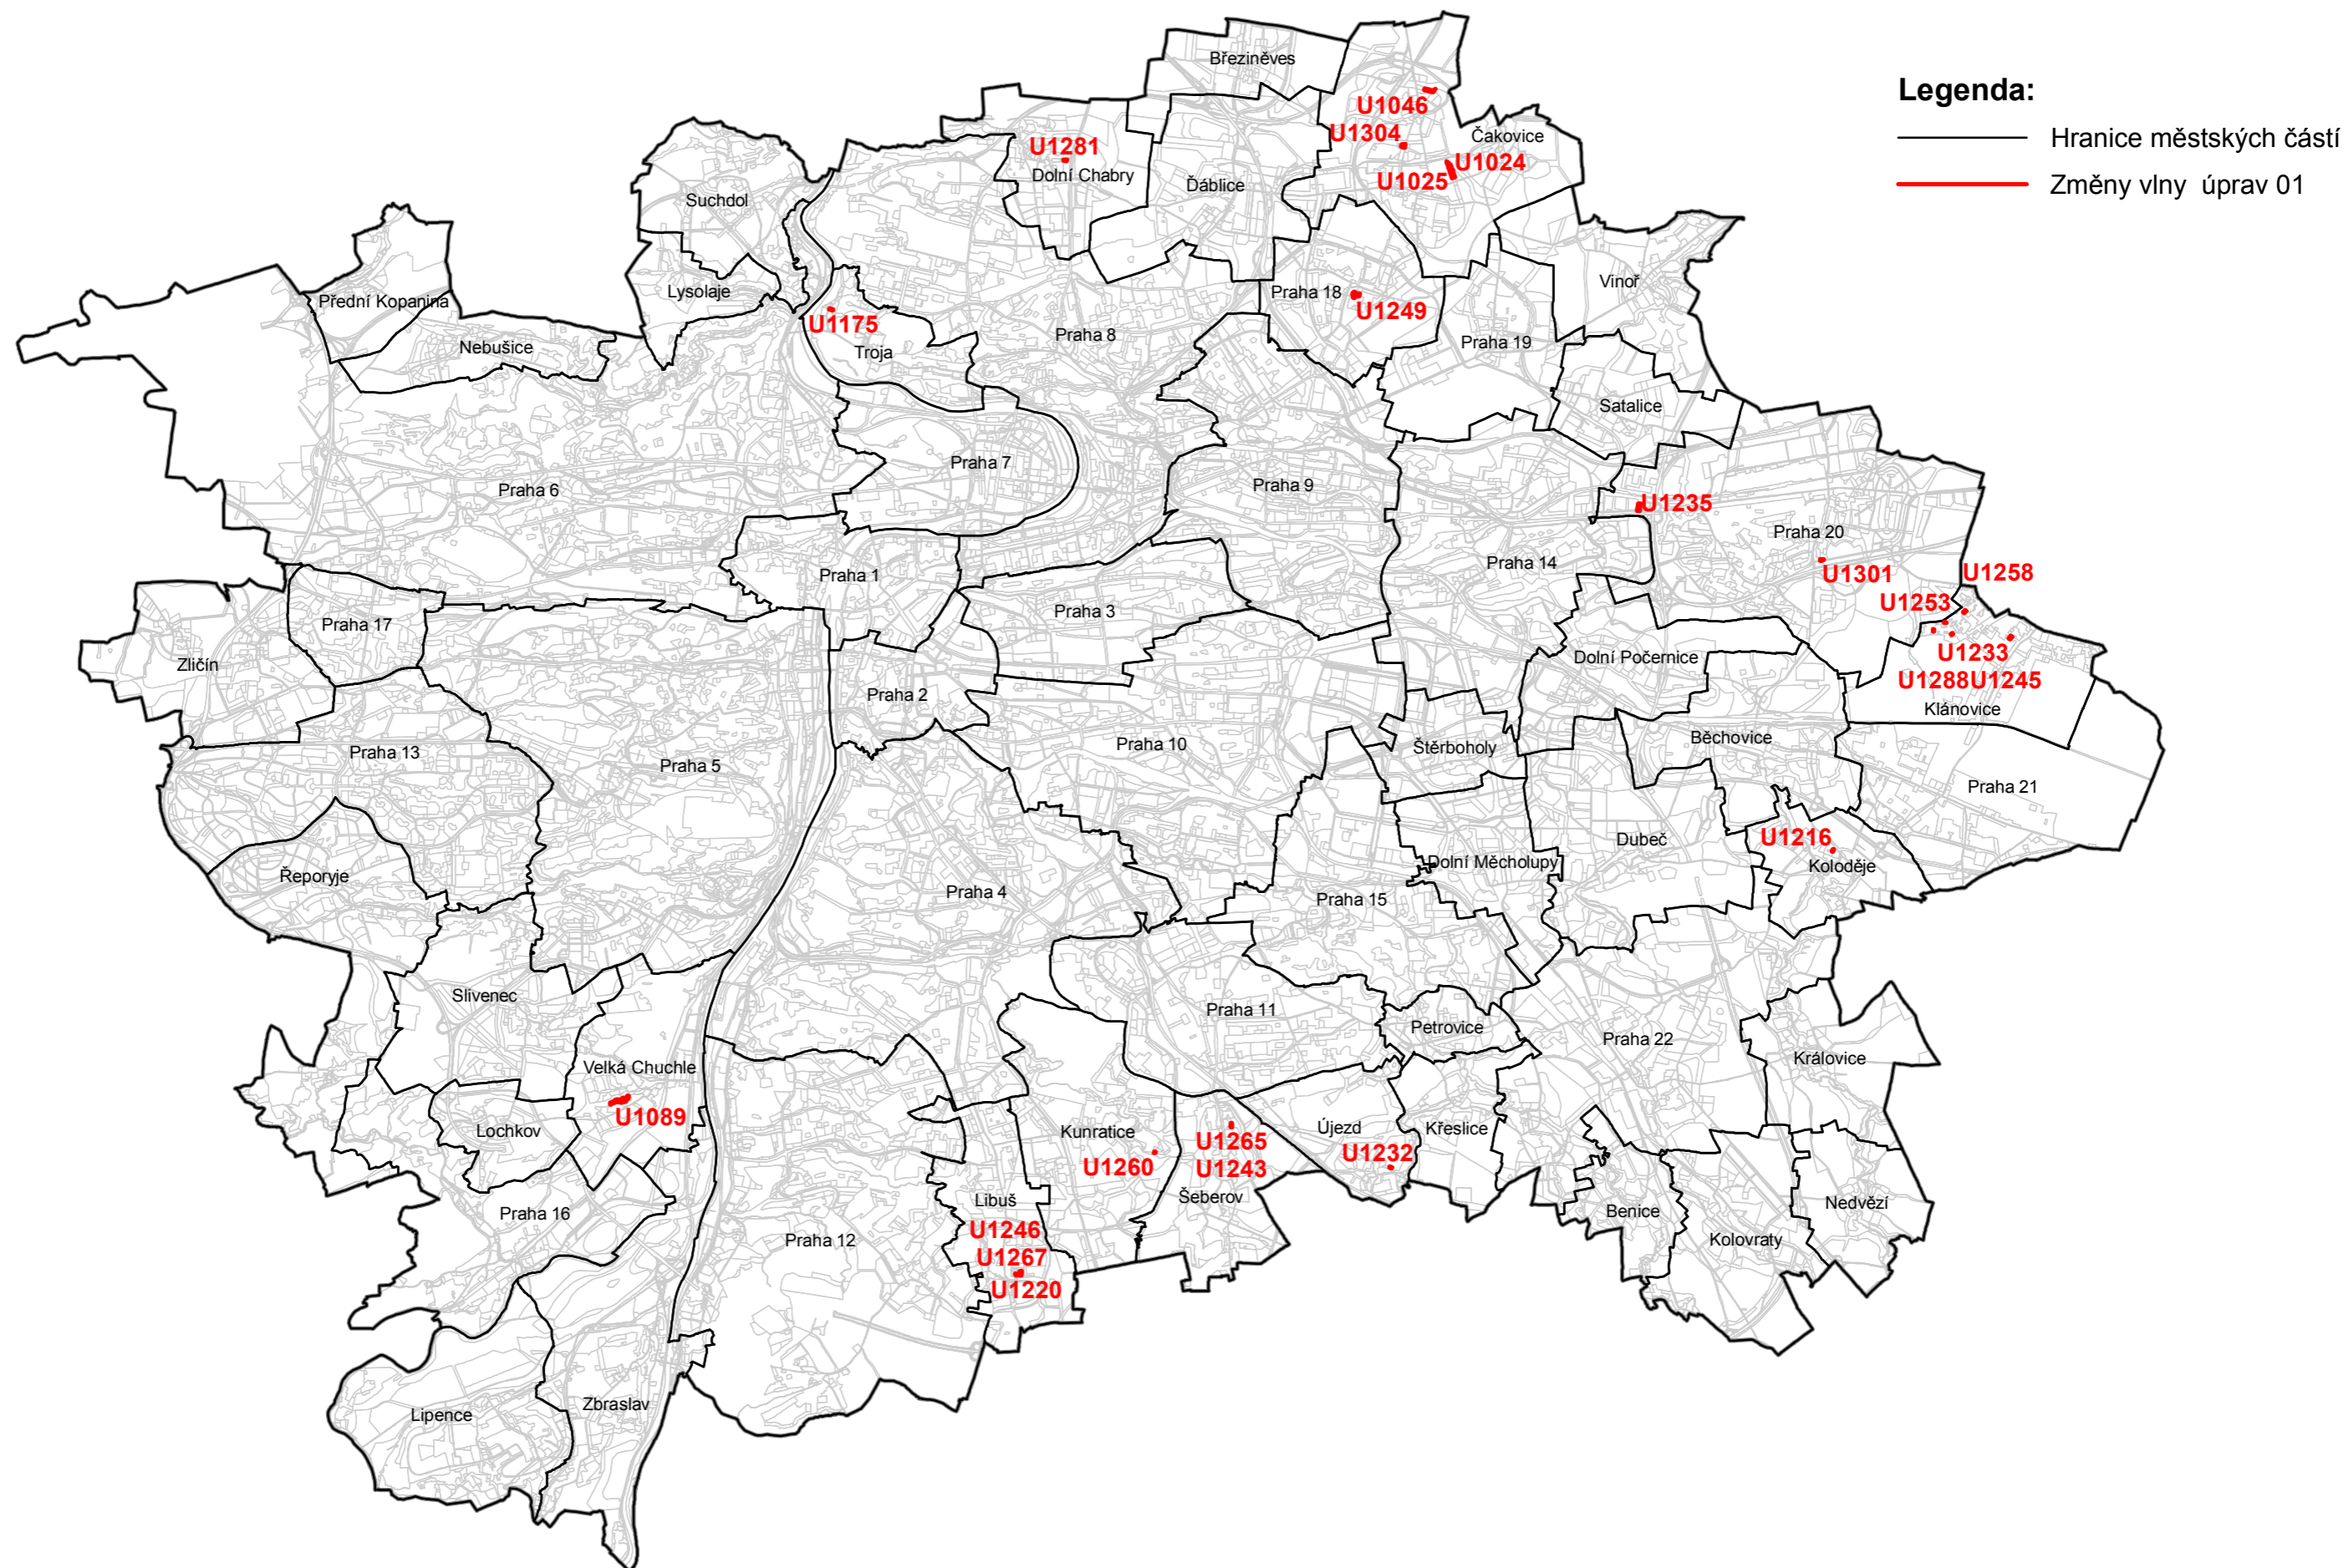 Legenda:
Hranice městských částí
Změny vlny úprav 01
Březiněves
U1046
U1304
Čakovice
U1281
U1024
Dolní Chabry
U1025
Ďáblice
Suchdol
Vinoř
Lysolaje
Praha 18
Přední Kopanina
U1249
U1175
Praha 8
Praha 19
Nebušice
Troja
Satalice
Praha 7
Praha 9
Praha 6
U1235
Praha 20
Praha 14
Praha 1
U1301
U1258
U1253
Praha 3
Praha 17
U1233
Dolní Počernice
Zličín
U1288
U1245
Praha 2
Klánovice
Běchovice
Praha 10
Štěrboholy
Praha 13
Praha 5
Praha 21
U1216
Dubeč
Dolní Měcholupy
Koloděje
Řeporyje
Praha 4
Praha 15
Slivenec
Praha 11
Petrovice
Praha 22
Královice
Velká Chuchle
U1089
Lochkov
Kunratice
Újezd
Křeslice
U1265
U1232
U1260
U1243
Šeberov
Libuš
Nedvězí
Praha 16
Benice
U1246
Praha 12
Kolovraty
U1267
U1220
Zbraslav
Lipence